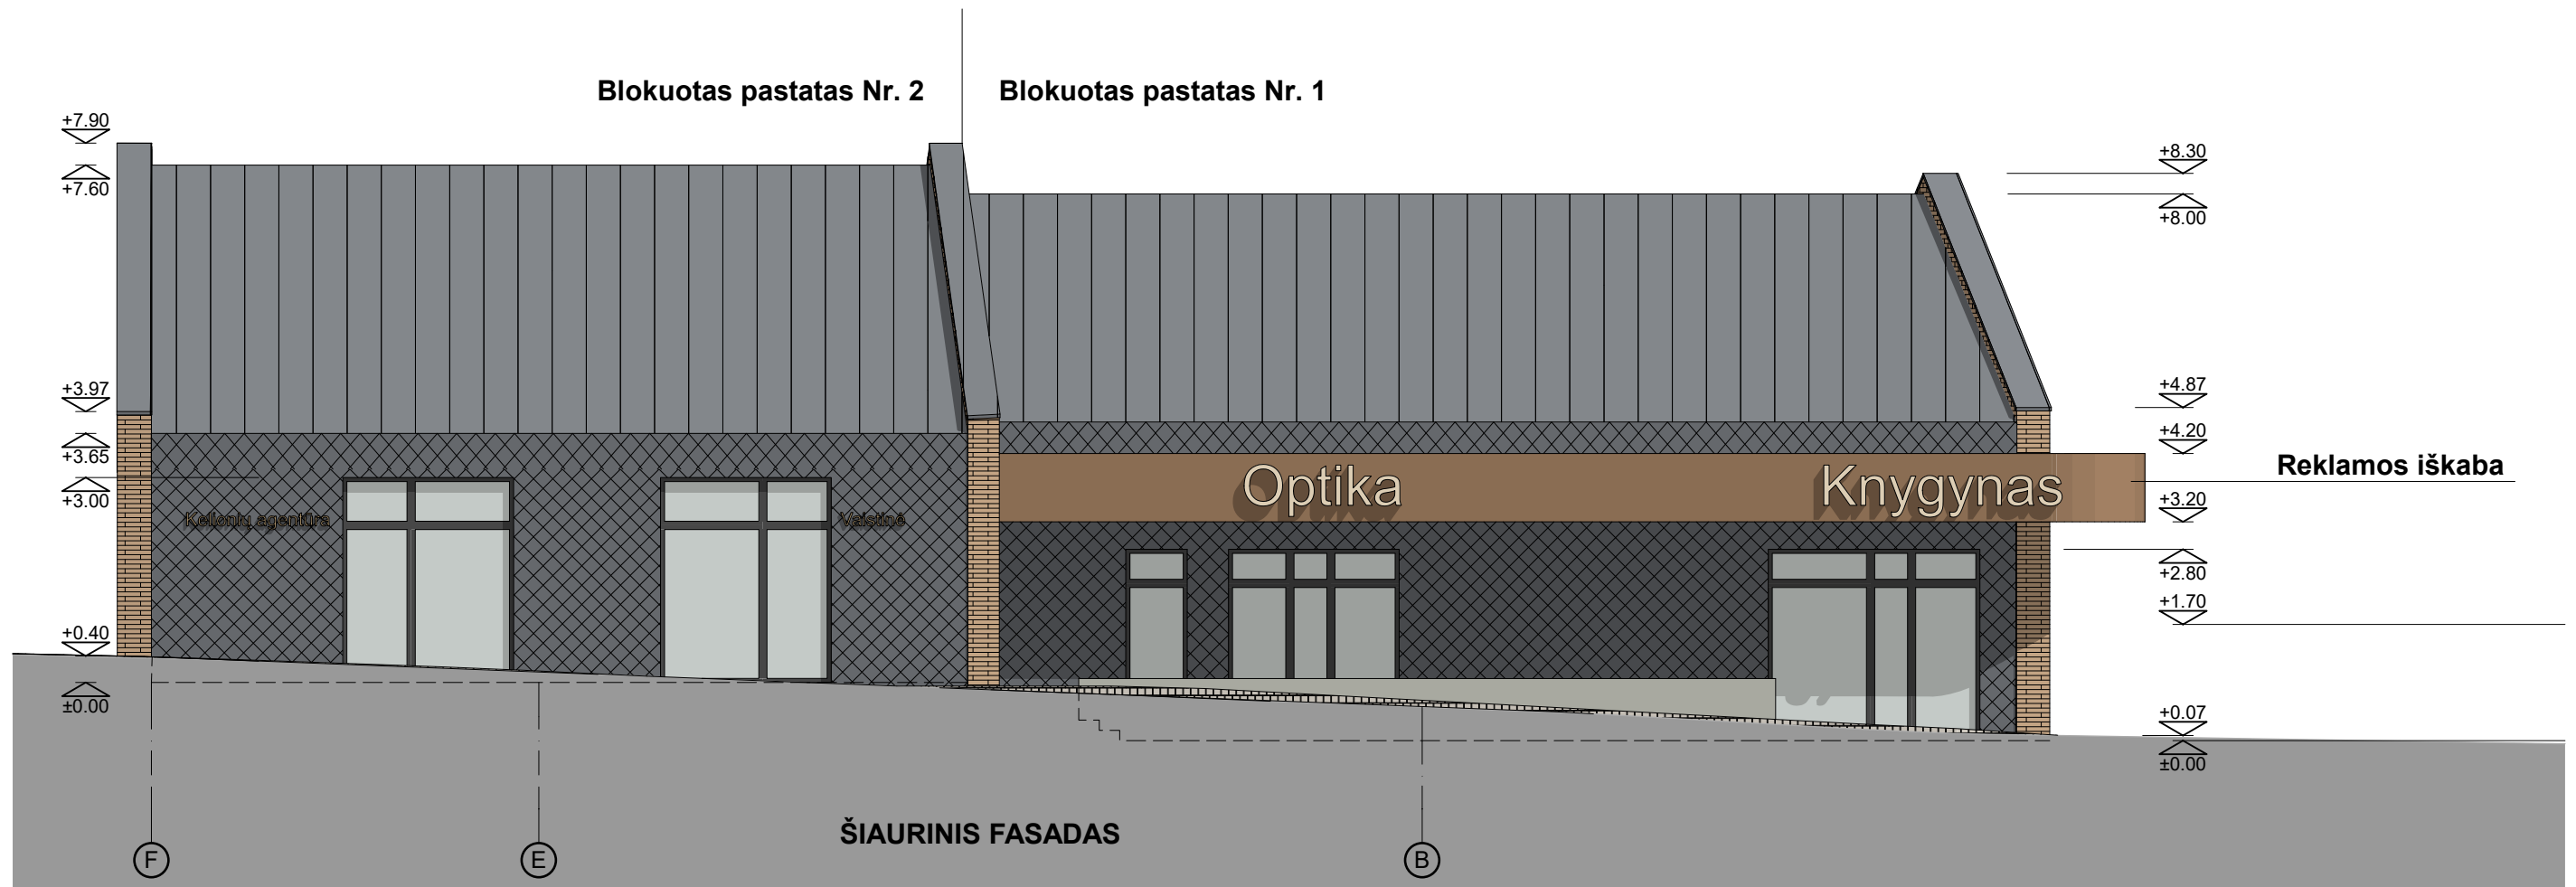 Blokuotas pastatas Nr. 2
Blokuotas pastatas Nr. 1
+7.90
+7.60
+8.30
+8.00
+3.97
+3.65
+3.00
+4.87
+4.20
Reklamos iškaba
+3.20
Optika
Knygynas
Kelionių agentūra
Vaistinė
+2.80
+1.70
+0.40
±0.00
+0.07
±0.00
ŠIAURINIS FASADAS
F
E
B